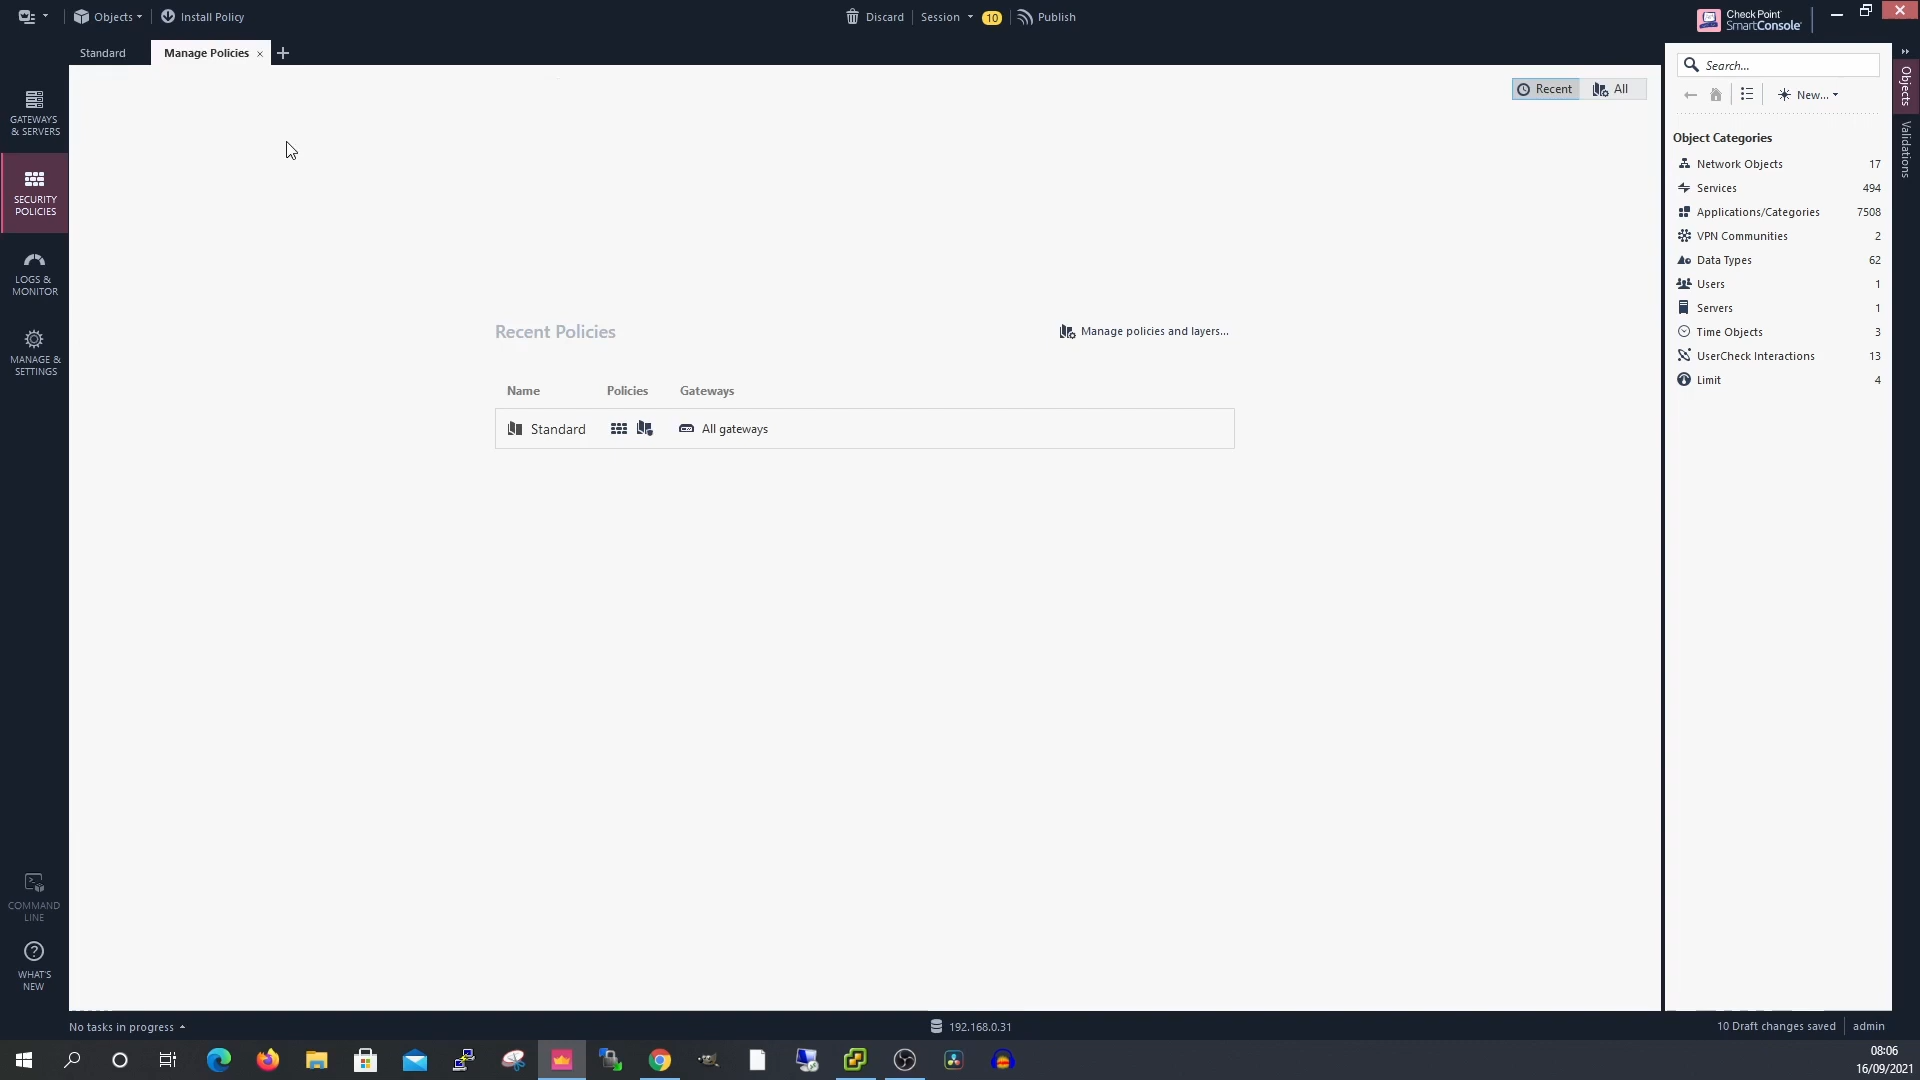 Objects
Install Policy
Discard
Session
10
Publish
Check Point
SmartConsole
Standard
Manage Policies
Recent
All
Search...
New...
GATEWAYS
& SERVERS
SECURITY
POLICIES
LOGS &
MONITOR
MANAGE &
SETTINGS
COMMAND
LINE
WHAT'S
NEW
Recent Policies
Manage policies and layers...
Name Policies Gateways
Standard All gateways
Object Categories
Network Objects 17
Services 494
Applications/Categories 7508
VPN Communities 2
Data Types 62
Users 1
Servers 1
Time Objects 3
UserCheck Interactions 13
Limit 4
Objects
Validations
No tasks in progress
192.168.0.31
10 Draft changes saved
admin
08:06
16/09/2021